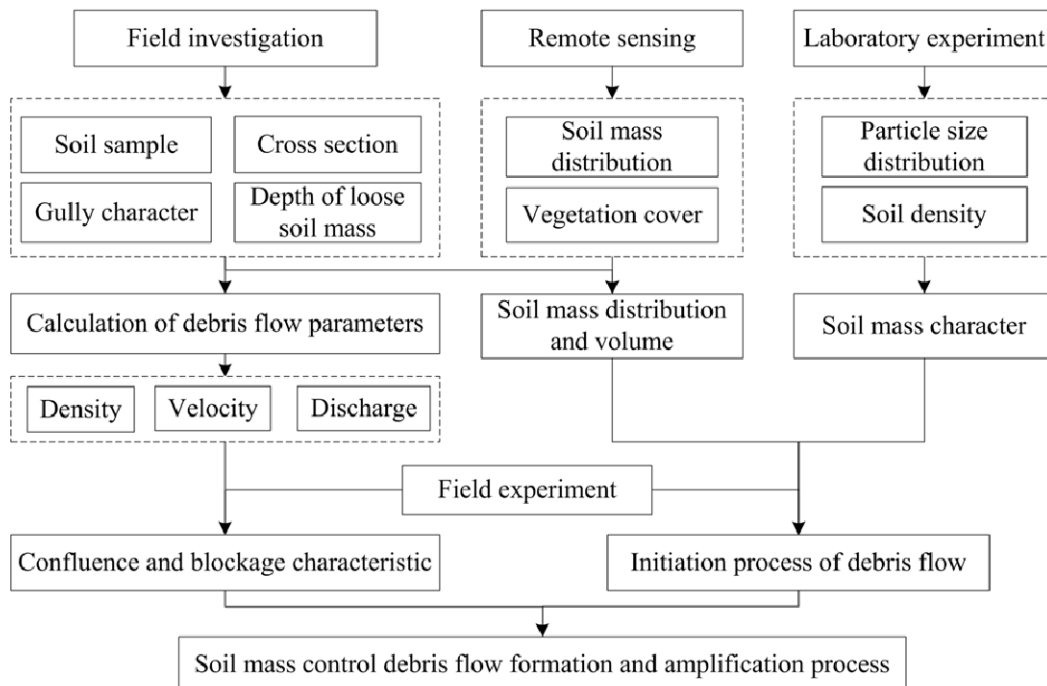 Field investigation
Remote sensing
Laboratory experiment
Soil sample
Cross section
Gully character
Depth of loose
soil mass
Soil mass
distribution
Vegetation cover
Particle size
distribution
Soil density
Calculation of debris flow parameters
Soil mass distribution
and volume
Soil mass character
Density
Velocity
Discharge
Field experiment
Confluence and blockage characteristic
Initiation process of debris flow
Soil mass control debris flow formation and amplification process